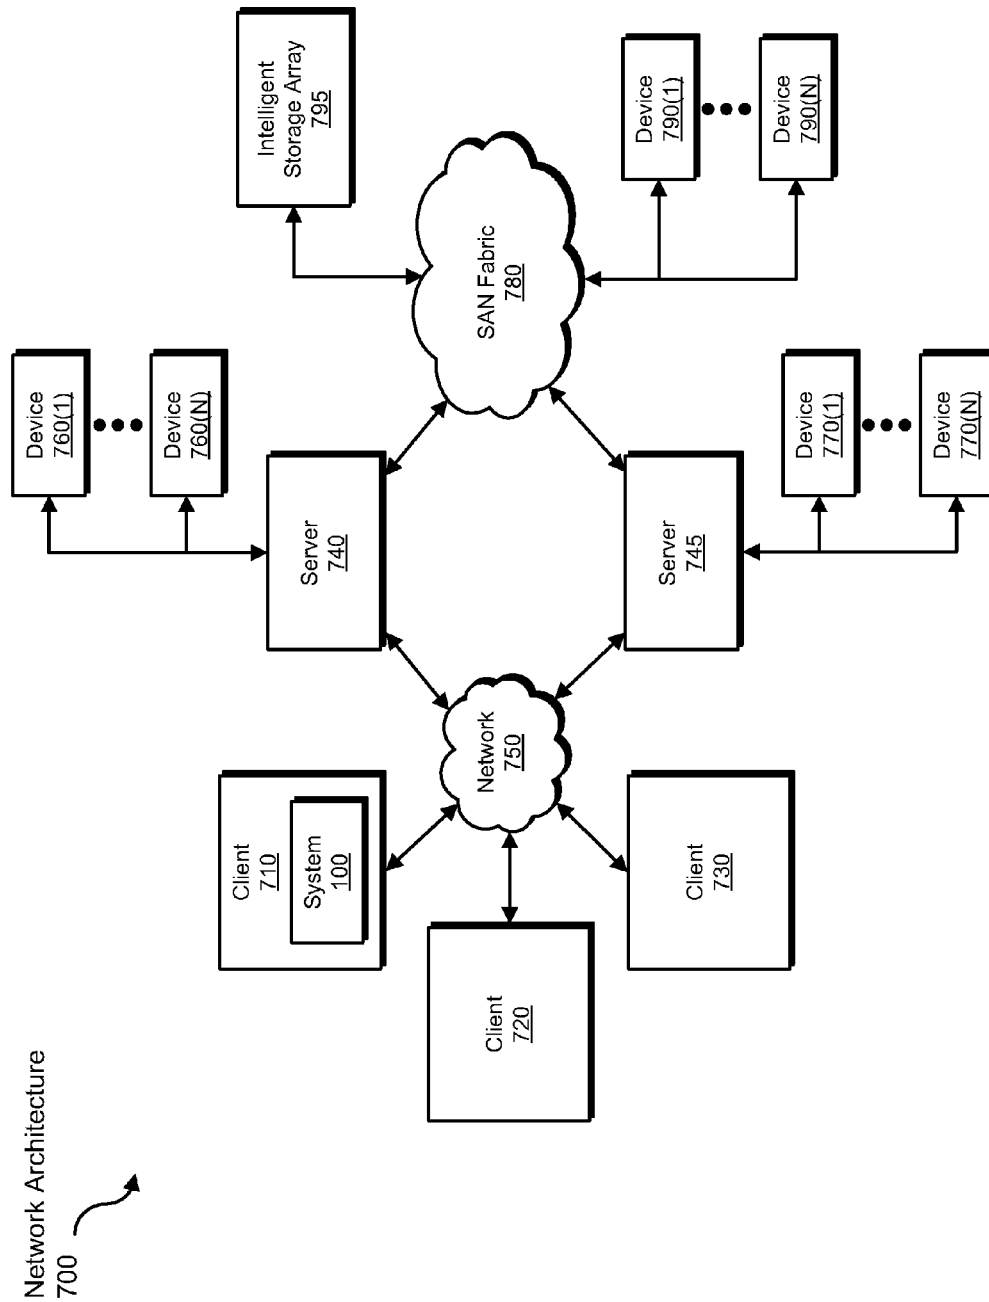 Network Architecture
700
Client
710
System
100
Client
720
Client
730
Network
750
Server
740
Server
745
Device
760(1)
Device
760(N)
Device
770(1)
Device
770(N)
SAN Fabric
780
Intelligent
Storage Array
795
Device
790(1)
Device
790(N)